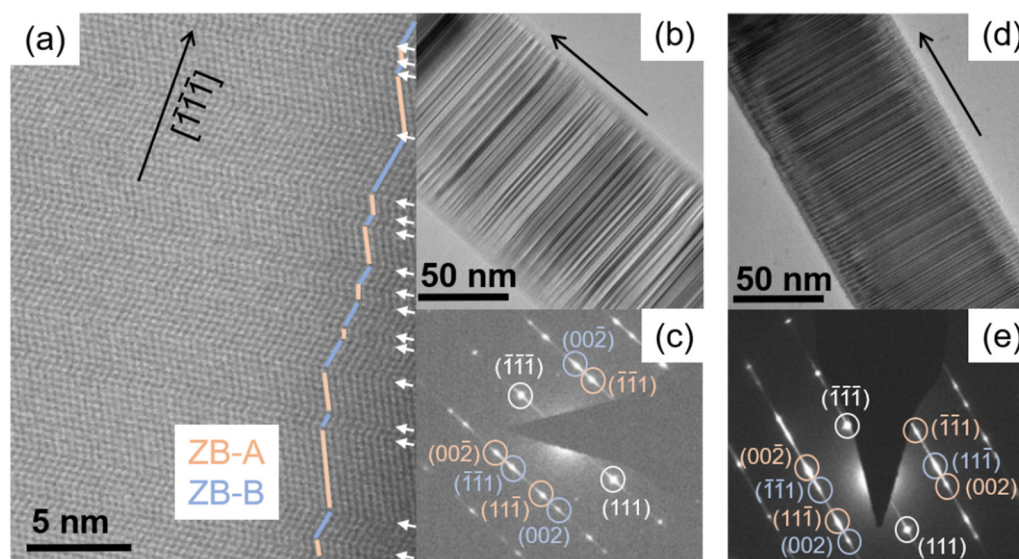 (a)
[1̄1̄1̄]
ZB-A
ZB-B
5 nm
(b)
50 nm
(c)
(002̄)
(1̄1̄1)
(1̄1̄1̄)
(002̄)
(1̄1̄1)
(111̄)
(002)
(111)
(d)
50 nm
(e)
(1̄1̄1̄)
(1̄1̄1)
(002̄)
(111̄)
(1̄1̄1)
(002)
(111̄)
(002)
(111)